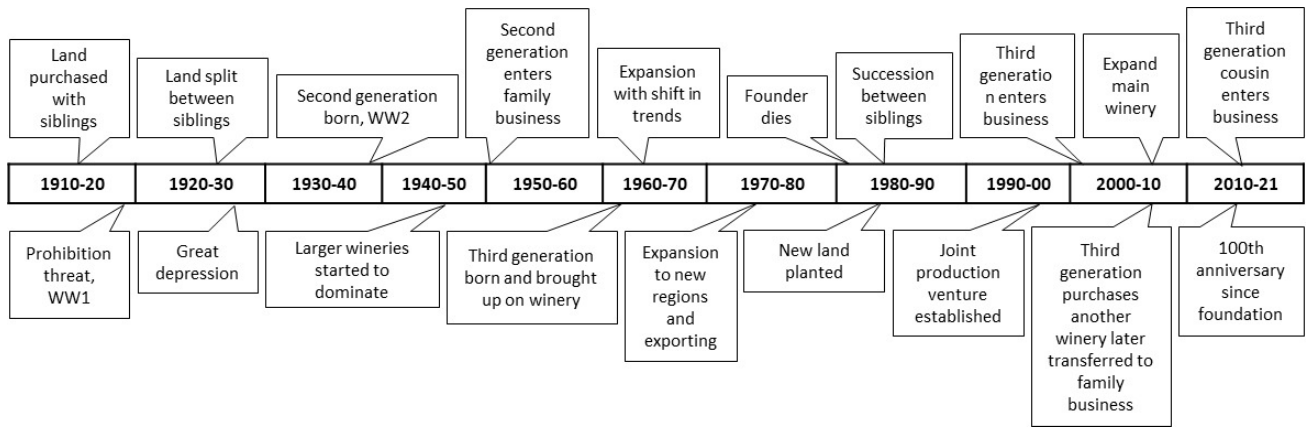 Land
purchased
with
siblings
Land split
between
siblings
Second generation
born, WW2
Second
generation
enters
family
business
Expansion
with shift in
trends
Founder
dies
Succession
between
siblings
Third
generatio
n enters
business
Expand
main
winery
Third
generation
cousin
enters
business
1910-20
1920-30
1930-40
1940-50
1950-60
1960-70
1970-80
1980-90
1990-00
2000-10
2010-21
Prohibition
threat,
WW1
Great
depression
Larger wineries
started to
dominate
Third generation
born and brought
up on winery
Expansion
to new
regions
and
exporting
New land
planted
Joint
production
venture
established
Third
generation
purchases
another
winery later
transferred to
family
business
100th
anniversary
since
foundation